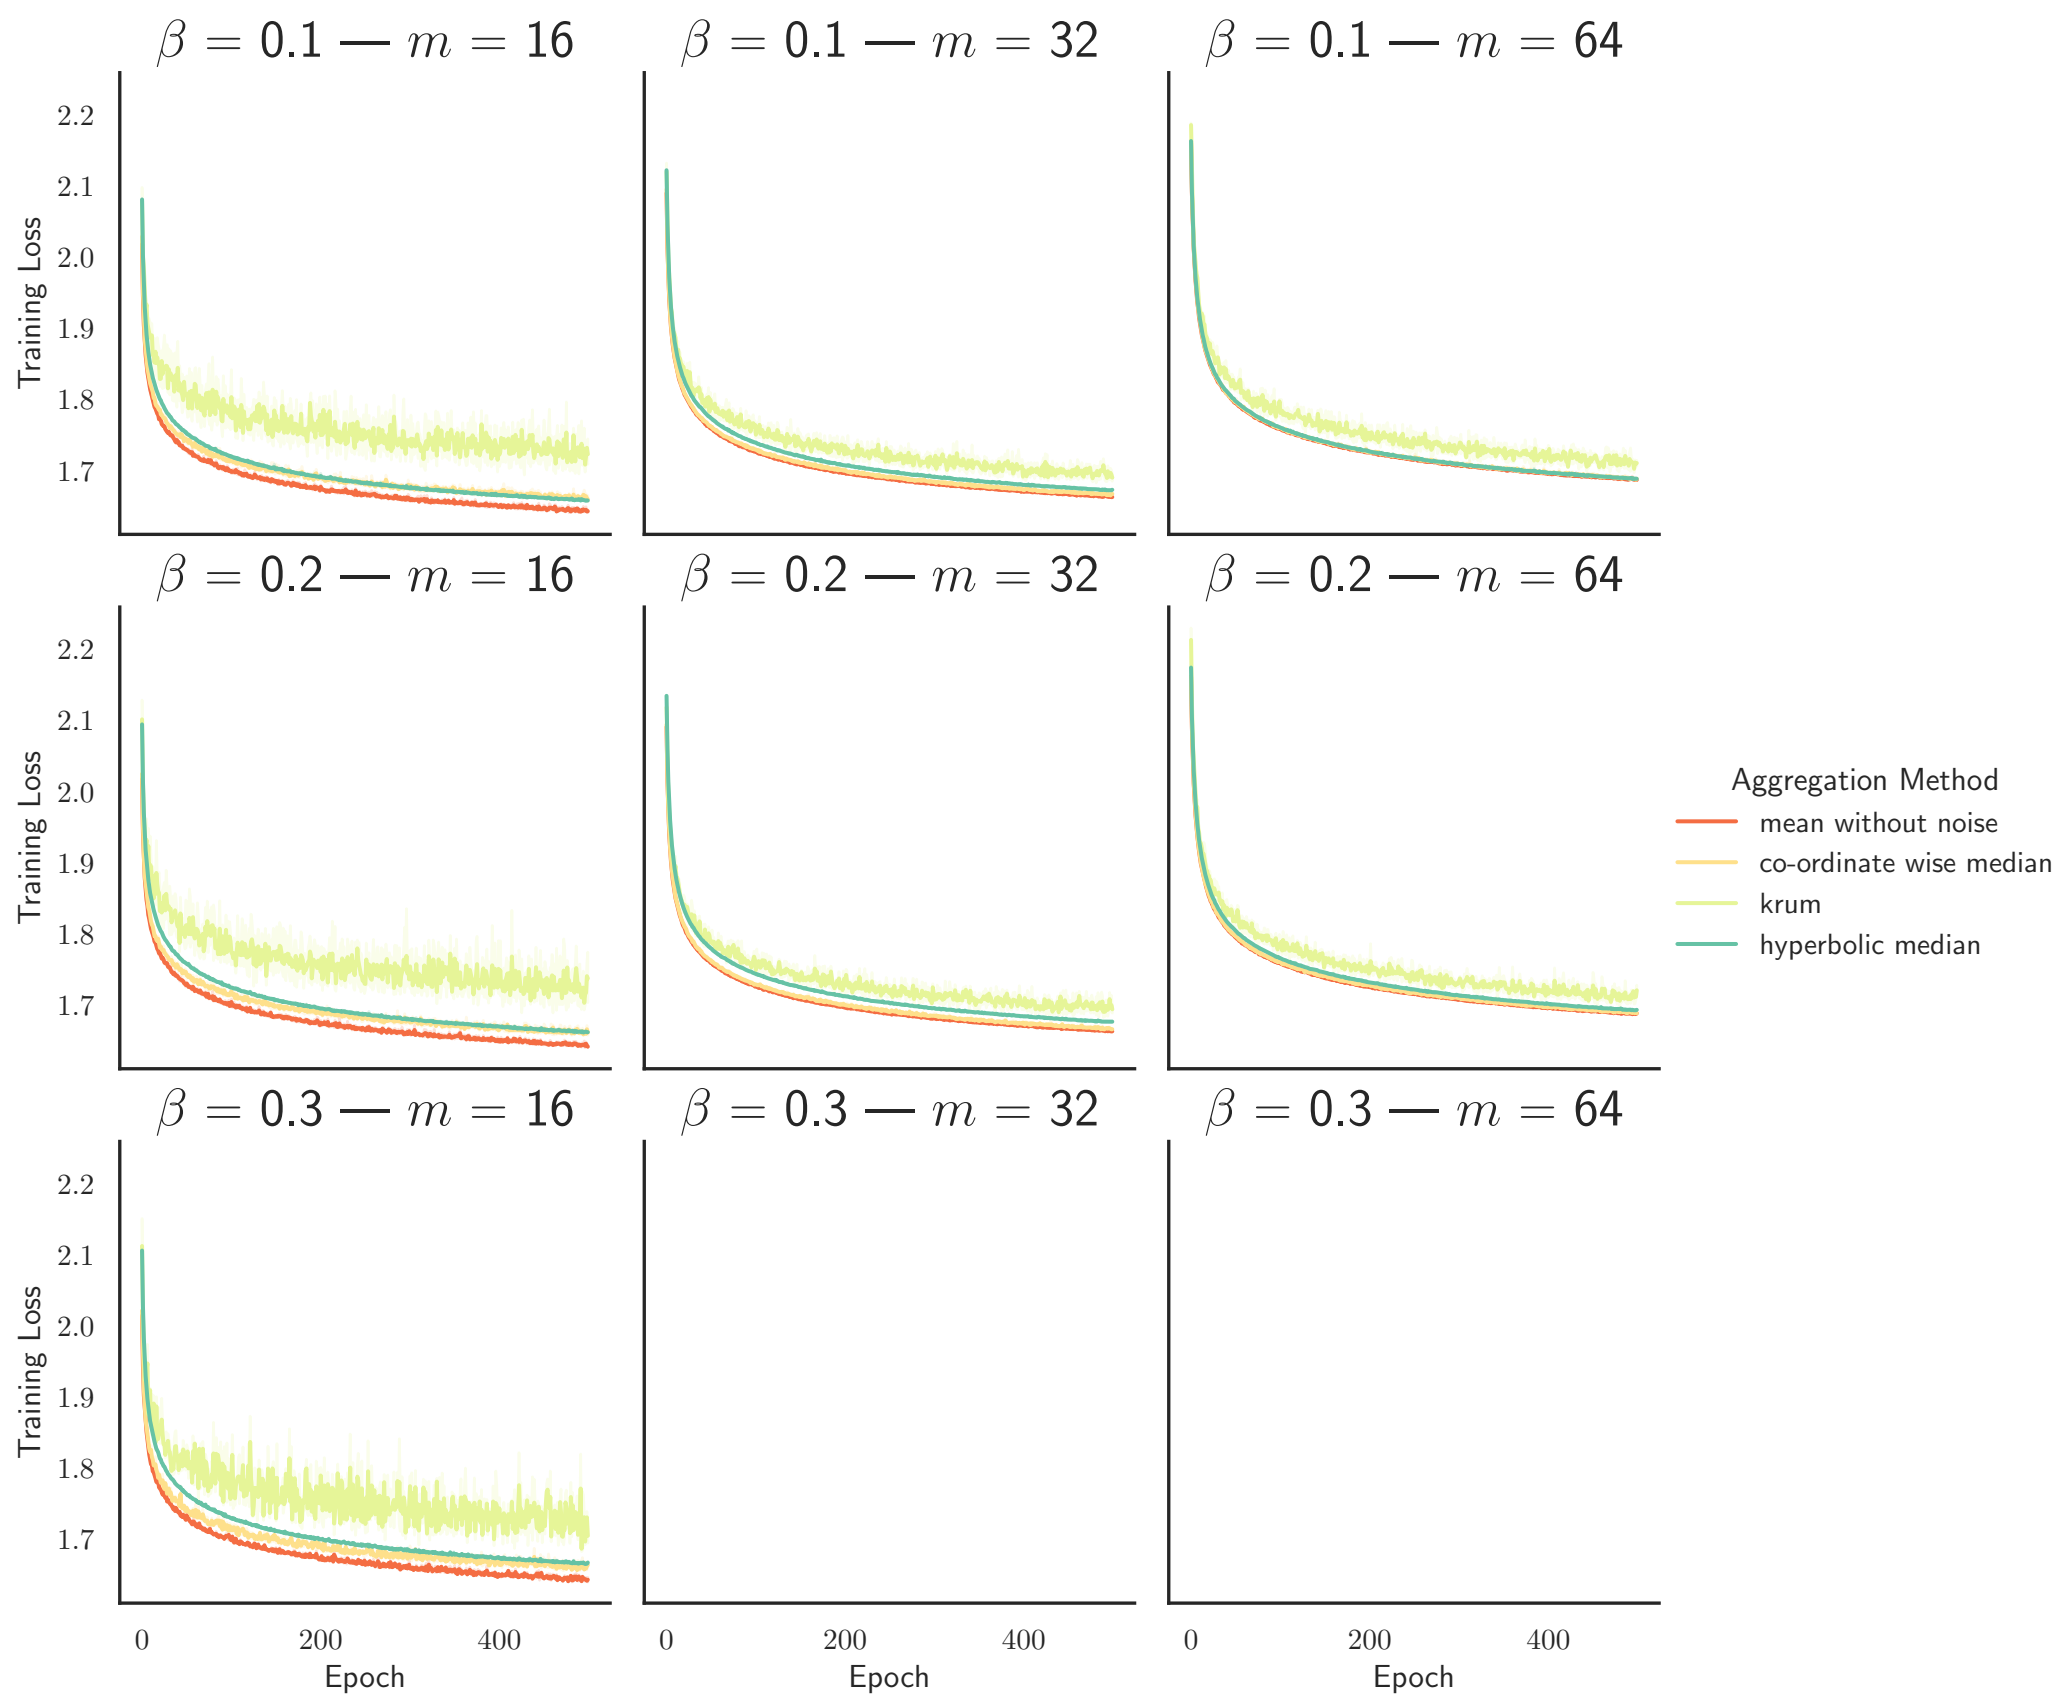 β = 0.1 — m = 16
β = 0.1 — m = 32
β = 0.1 — m = 64
Training Loss
2.2
2.1
2.0
1.9
1.8
1.7
β = 0.2 — m = 16
β = 0.2 — m = 32
β = 0.2 — m = 64
Training Loss
2.2
2.1
2.0
1.9
1.8
1.7
Aggregation Method
mean without noise
co-ordinate wise median
krum
hyperbolic median
β = 0.3 — m = 16
β = 0.3 — m = 32
β = 0.3 — m = 64
Training Loss
2.2
2.1
2.0
1.9
1.8
1.7
0 200 400
0 200 400
0 200 400
Epoch
Epoch
Epoch